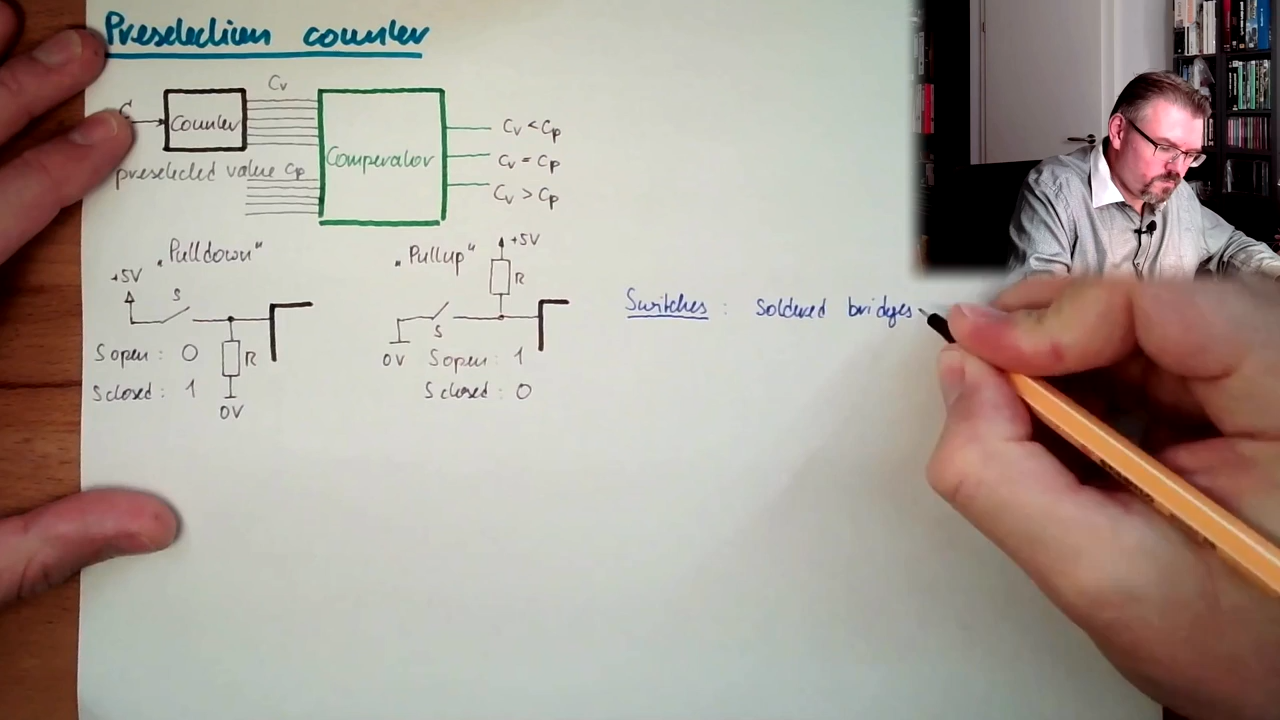 Preselection counter
C
Counter
Cv
preselected value Cp
Comperator
Cv < Cp
Cv = Cp
Cv > Cp
"Pulldown"
+5V
S
R
0V
S open: 0
S closed: 1
"Pullup"
+5V
R
S
0V
S open: 1
S closed: 0
Switches: Soldered bridges